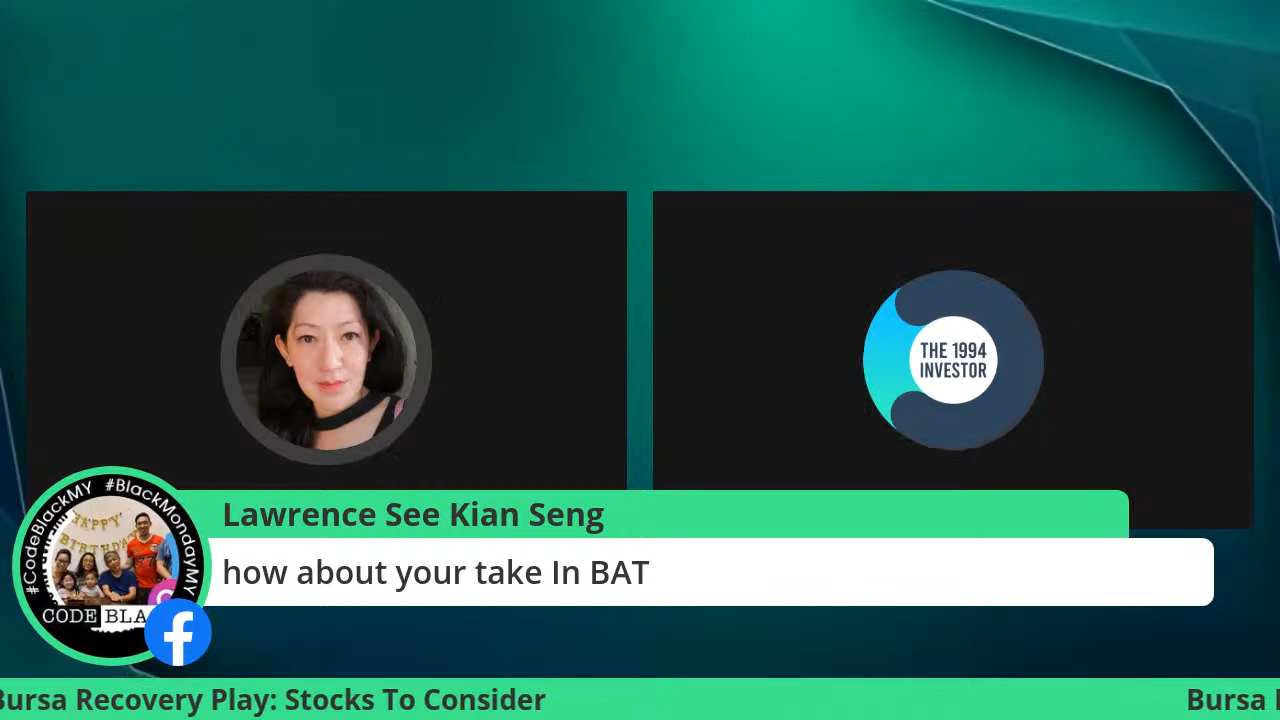 THE 1994
INVESTOR
#CodeBlackMY #BlackMondayMY
HAPPY
CODE BLA
Lawrence See Kian Seng
how about your take In BAT
Bursa Recovery Play: Stocks To Consider
Bursa